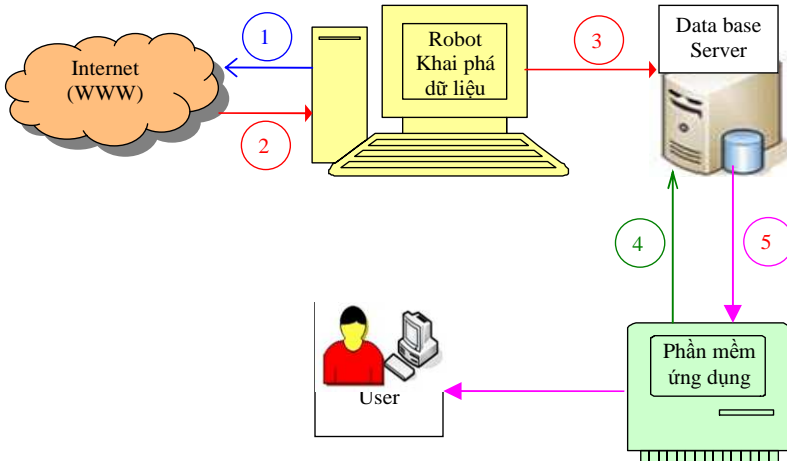 1
Internet
(WWW)
2
Robot
Khai phá
dữ liệu
3
Data base
Server
4
5
Phần mềm
ứng dụng
User